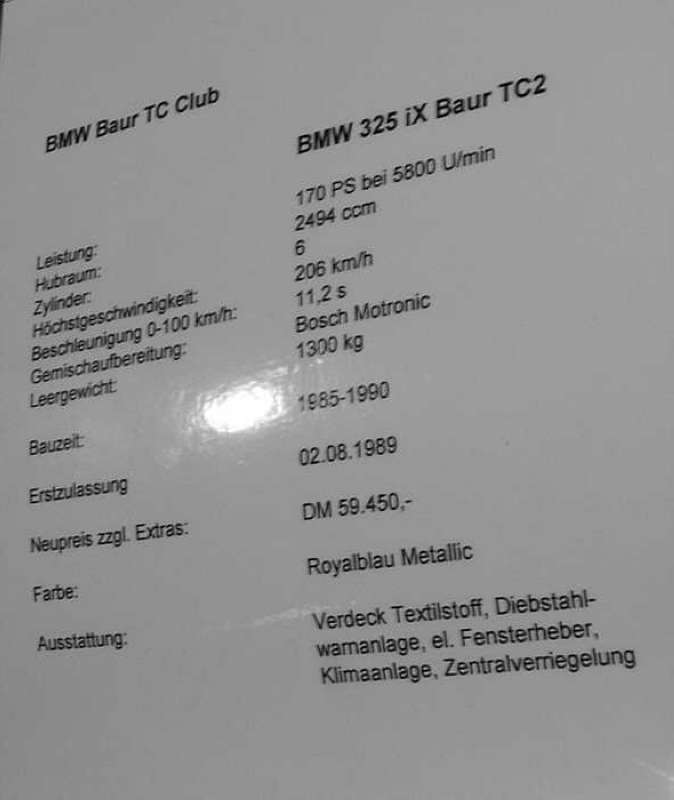 BMW Baur TC Club
BMW 325 iX Baur TC2
Leistung: 170 PS bei 5800 U/min
Hubraum: 2494 ccm
Zylinder: 6
Höchstgeschwindigkeit: 206 km/h
Beschleunigung 0-100 km/h: 11,2 s
Gemischaufbereitung: Bosch Motronic
Leergewicht: 1300 kg
Bauzeit: 1985-1990
Erstzulassung 02.08.1989
Neupreis zzgl. Extras: DM 59.450,-
Farbe: Royalblau Metallic
Ausstattung: Verdeck Textilstoff, Diebstahl-
warnanlage, el. Fensterheber,
Klimaanlage, Zentralverriegelung